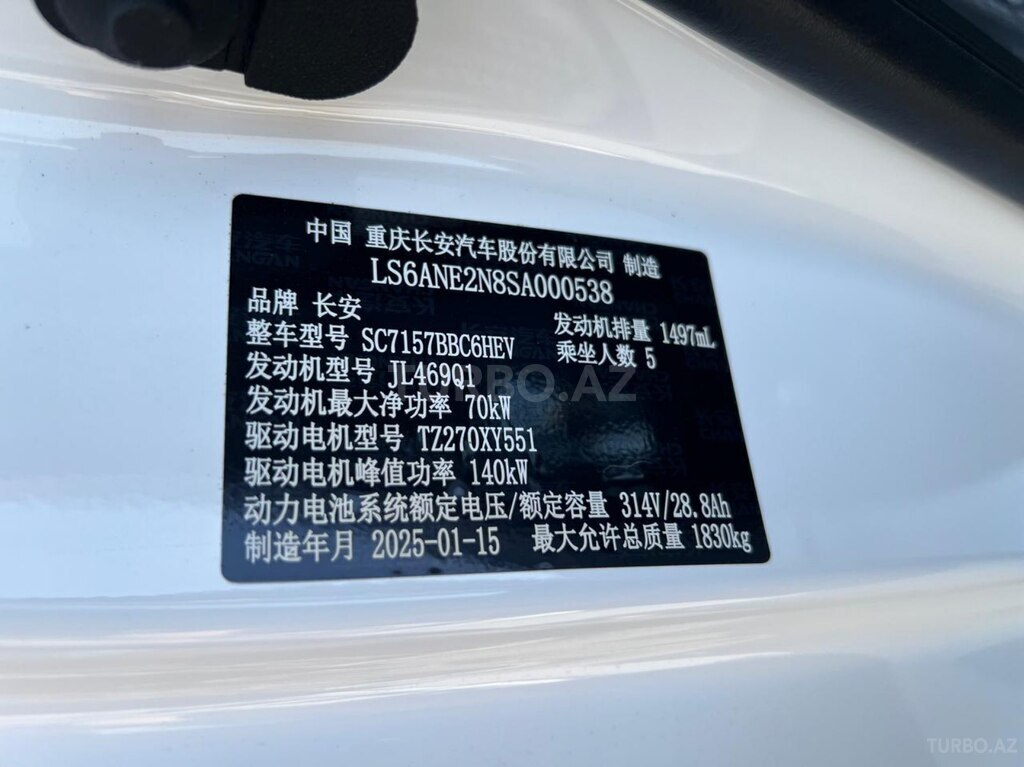 中国 重庆长安汽车股份有限公司 制造
LS6ANE2N8SA000538
品牌 长安
整车型号 SC7157BBC6HEV 发动机排量 1497mL
发动机型号 JL469Q1 乘坐人数 5
发动机最大净功率 70kW
驱动电机型号 TZ270XY551
驱动电机峰值功率 140kW
动力电池系统额定电压/额定容量 314V/28.8Ah
制造年月 2025-01-15 最大允许总质量 1830kg
TURBO.AZ
TURBO.AZ